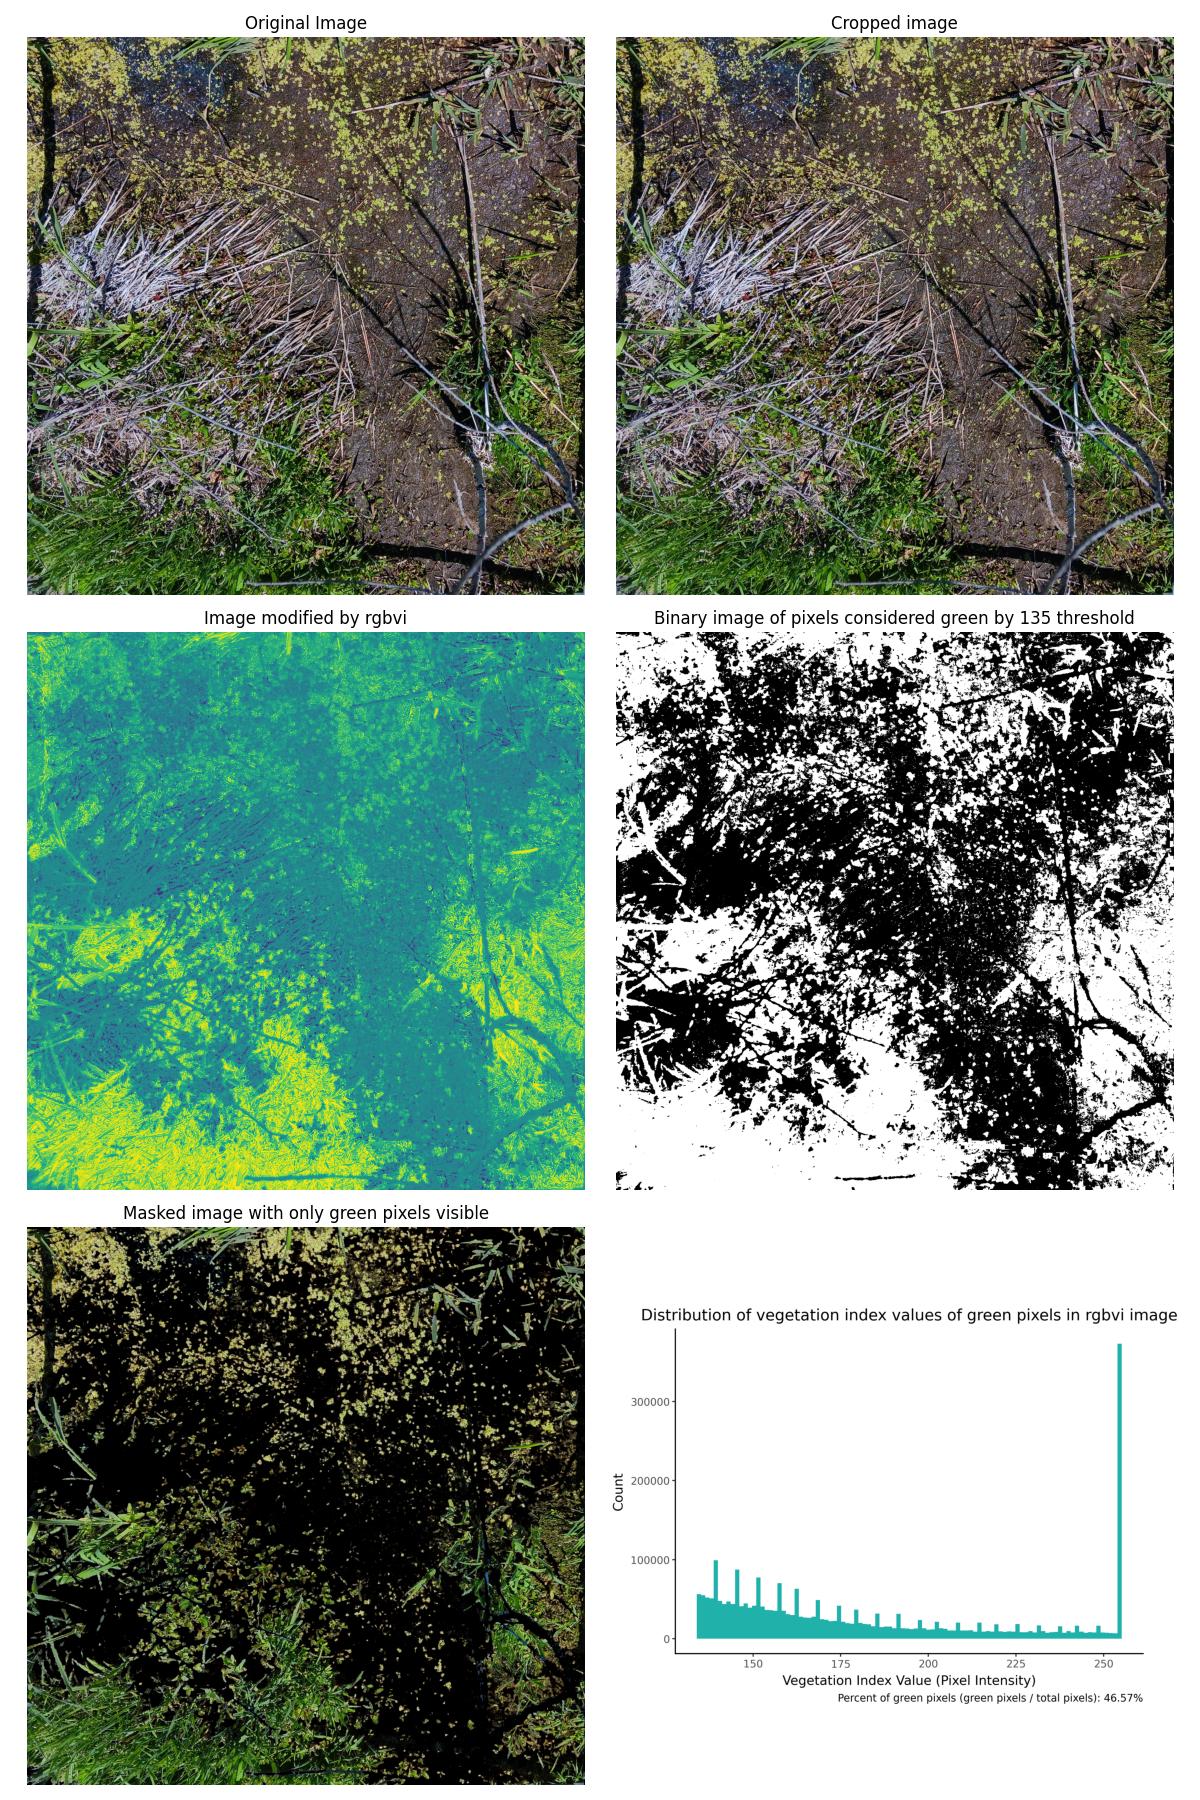 Original Image
Cropped image
Image modified by rgbvi
Binary image of pixels considered green by 135 threshold
Masked image with only green pixels visible
Distribution of vegetation index values of green pixels in rgbvi image
Count
300000
200000
100000
0
150
175
200
225
250
Vegetation Index Value (Pixel Intensity)
Percent of green pixels (green pixels / total pixels): 46.57%